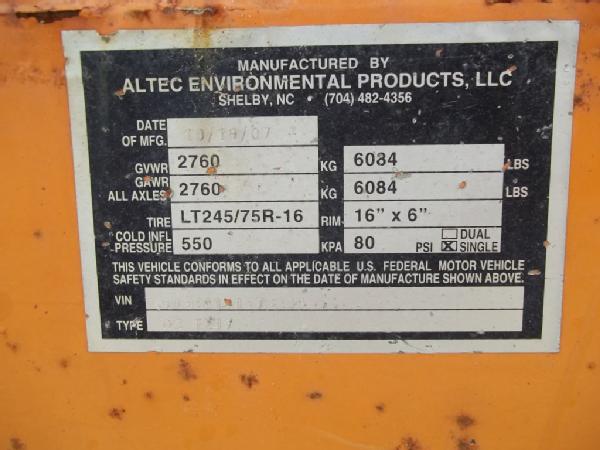 MANUFACTURED BY
ALTEC ENVIRONMENTAL PRODUCTS, LLC
SHELBY, NC • (704) 482-4356
DATE
OF MFG. 10/18/07
GVWR 2760 KG 6084 LBS
GAWR
ALL AXLES 2760 KG 6084 LBS
TIRE LT245/75R-16 RIM 16" x 6"
COLD INFL
PRESSURE 550 KPA 80 PSI DUAL
SINGLE
THIS VEHICLE CONFORMS TO ALL APPLICABLE U.S. FEDERAL MOTOR VEHICLE
SAFETY STANDARDS IN EFFECT ON THE DATE OF MANUFACTURE SHOWN ABOVE.
VIN
TYPE